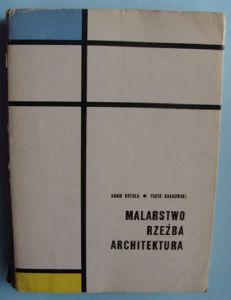 ADAM KOTULA ● PIOTR KRAKOWSKI
MALARSTWO
RZEŹBA
ARCHITEKTURA